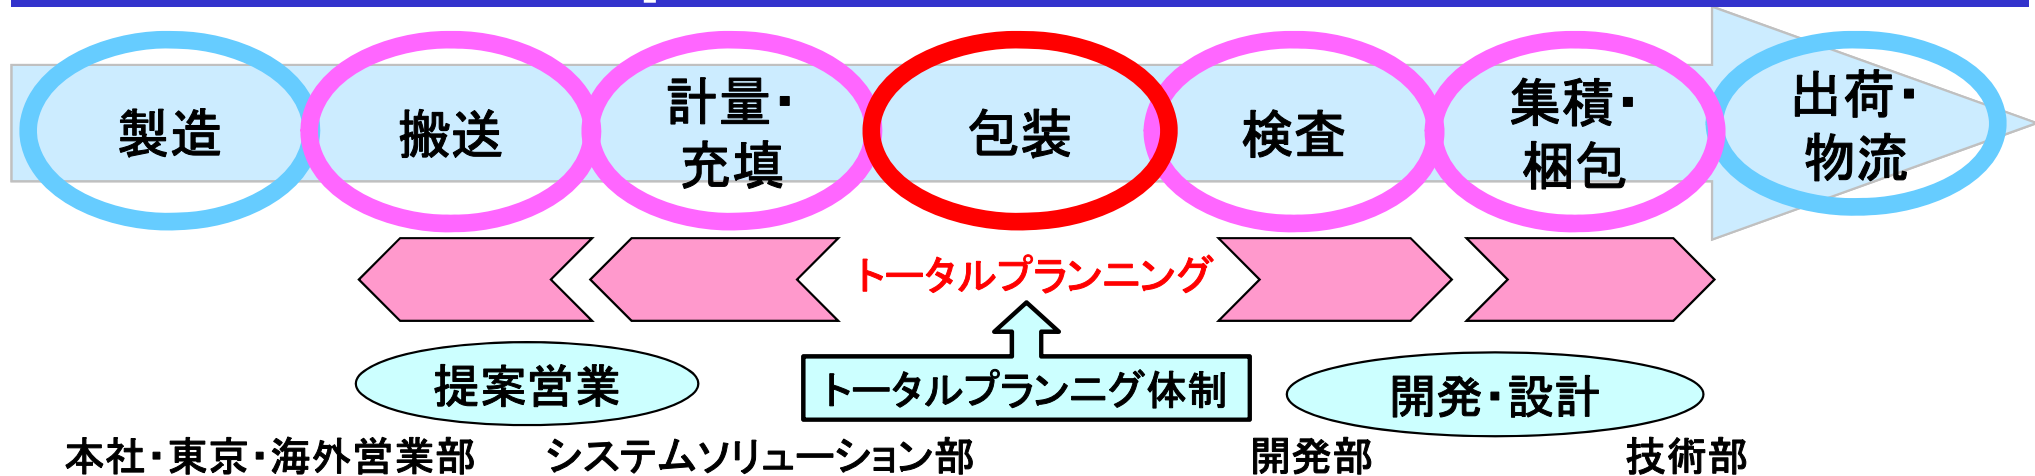 製造
搬送
計量・
充填
包装
検査
集積・
梱包
出荷・
物流
トータルプランニング
提案営業
トータルプランニグ体制
開発・設計
本社・東京・海外営業部
システムソリューション部
開発部
技術部